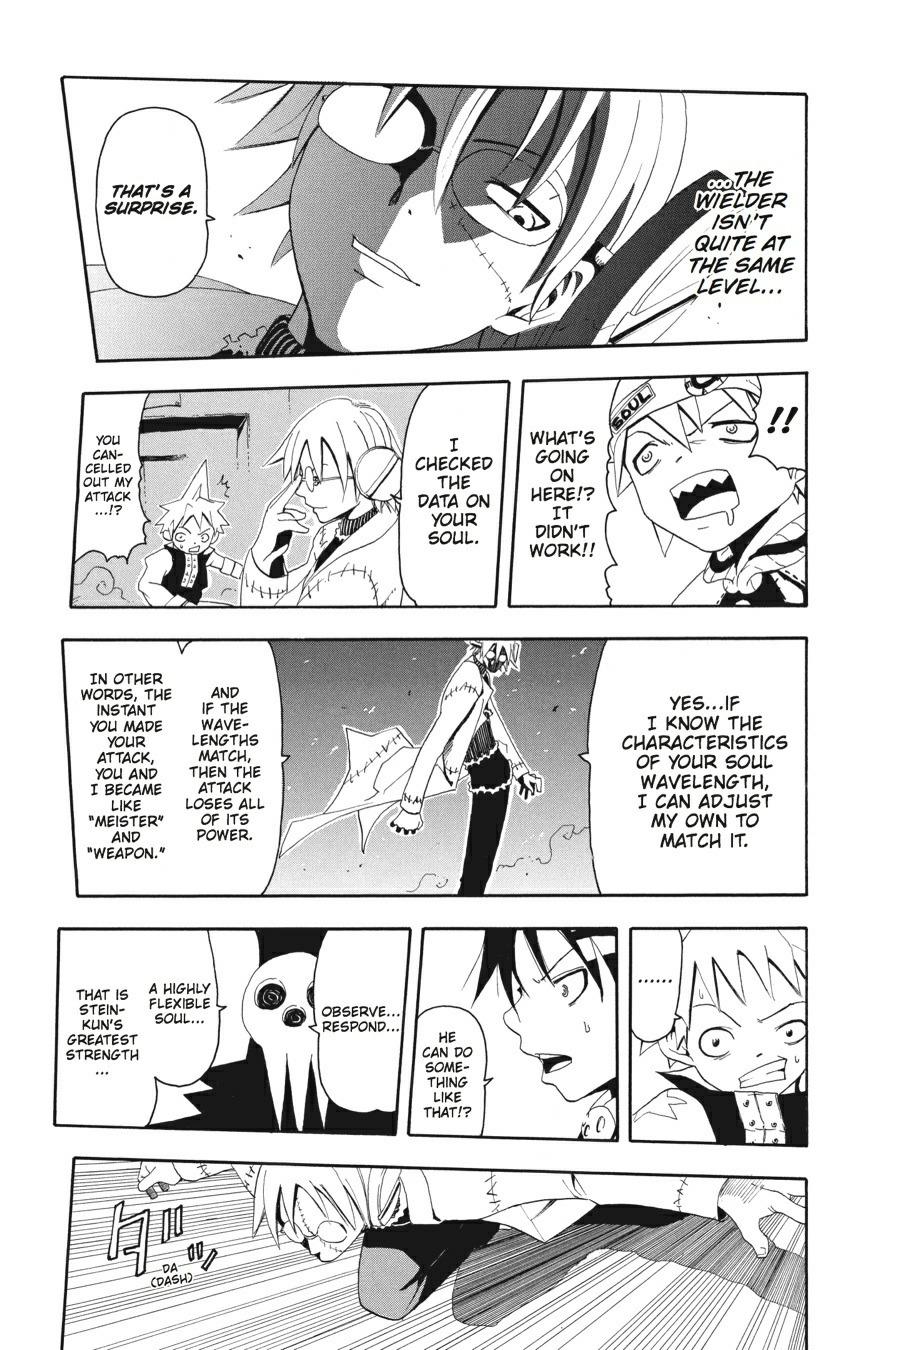 ...THE
WIELDER
ISN'T
QUITE AT
THE SAME
LEVEL...
THAT'S A
SURPRISE.
SOUL
!!
WHAT'S
GOING
ON
HERE!?
IT
DIDN'T
WORK!!
I
CHECKED
THE
DATA ON
YOUR
SOUL.
YOU
CAN-
CELLED
OUT MY
ATTACK
...!?
YES...IF
I KNOW THE
CHARACTERISTICS
OF YOUR SOUL
WAVELENGTH,
I CAN ADJUST
MY OWN TO
MATCH IT.
AND
IF THE
WAVE-
LENGTHS
MATCH,
THEN THE
ATTACK
LOSES ALL
OF ITS
POWER.
IN OTHER
WORDS, THE
INSTANT
YOU MADE
YOUR
ATTACK,
YOU AND
I BECAME
LIKE
"MEISTER"
AND
"WEAPON."
......
HE
CAN DO
SOME-
THING
LIKE
THAT!?
OBSERVE...
RESPOND...
A HIGHLY
FLEXIBLE
SOUL...
THAT IS
STEIN-
KUN'S
GREATEST
STRENGTH
...
ダダッ
DA
(DASH)